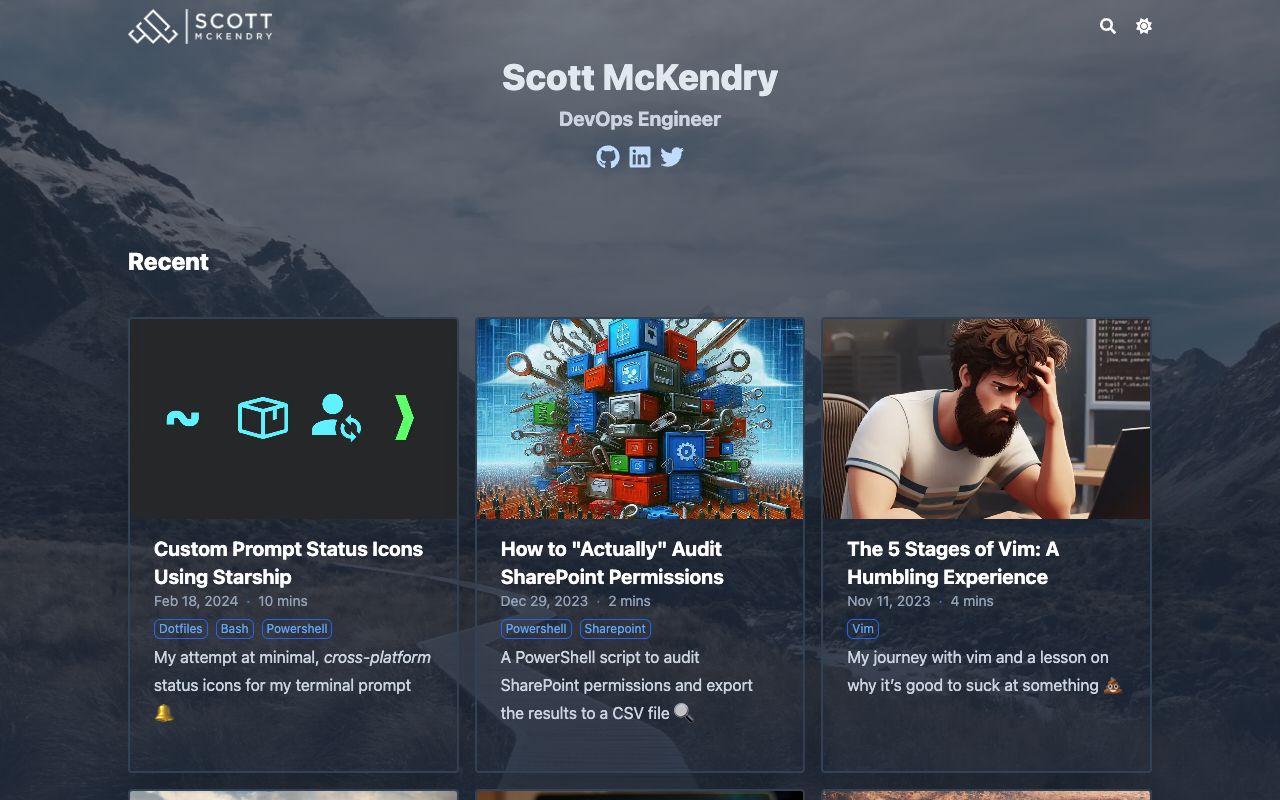 SCOTT
MCKENDRY
Scott McKendry
DevOps Engineer
Recent
Custom Prompt Status Icons
Using Starship
Feb 18, 2024 · 10 mins
Dotfiles Bash Powershell
My attempt at minimal, cross-platform
status icons for my terminal prompt
🔔
How to "Actually" Audit
SharePoint Permissions
Dec 29, 2023 · 2 mins
Powershell Sharepoint
A PowerShell script to audit
SharePoint permissions and export
the results to a CSV file 🔍
The 5 Stages of Vim: A
Humbling Experience
Nov 11, 2023 · 4 mins
Vim
My journey with vim and a lesson on
why it’s good to suck at something 💩